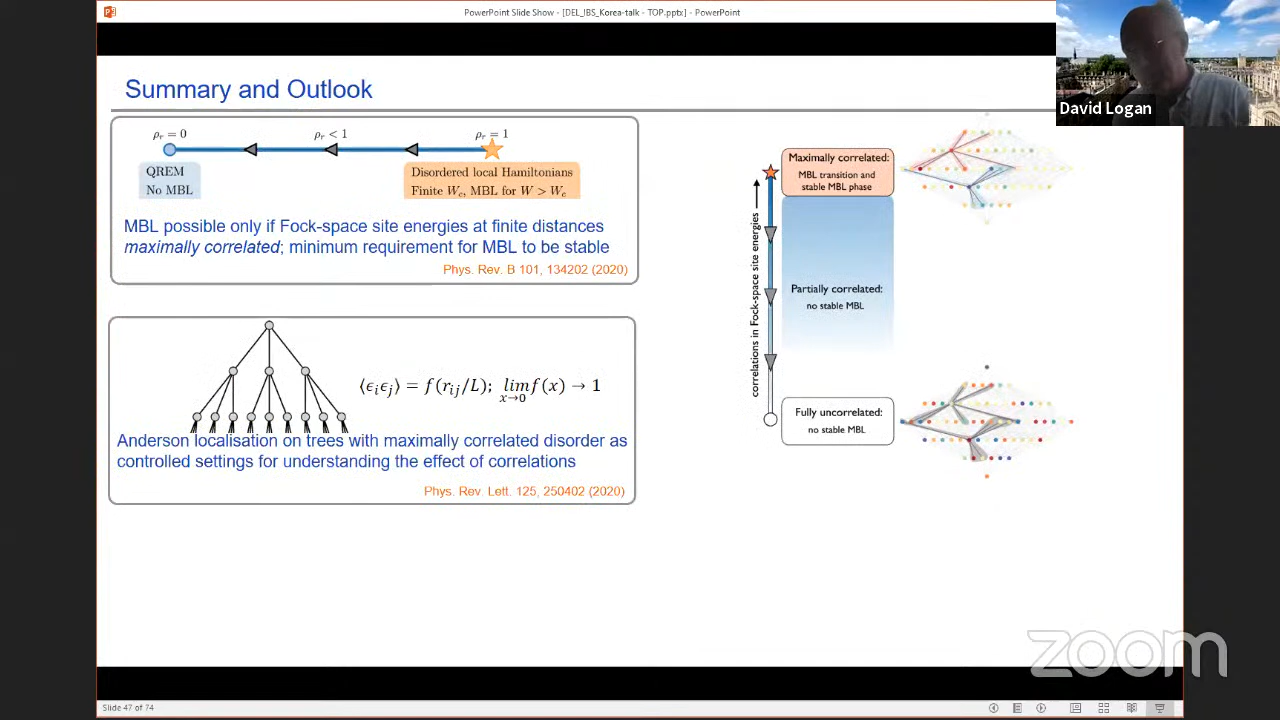 PowerPoint Slide Show - [DEL_IBS_Korea-talk - TOP.pptx] - PowerPoint
David Logan
Summary and Outlook
ρr = 0
ρr < 1
ρr = 1
QREM
No MBL
Disordered local Hamiltonians
Finite Wc, MBL for W > Wc
MBL possible only if Fock-space site energies at finite distances
maximally correlated; minimum requirement for MBL to be stable
Phys. Rev. B 101, 134202 (2020)
⟨ϵiϵj⟩ = f(rij/L); lim x→0 f(x) → 1
Anderson localisation on trees with maximally correlated disorder as
controlled settings for understanding the effect of correlations
Phys. Rev. Lett. 125, 250402 (2020)
correlations in Fock-space site energies
Maximally correlated:
MBL transition and
stable MBL phase
Partially correlated:
no stable MBL
Fully uncorrelated:
no stable MBL
zoom
Slide 47 of 74